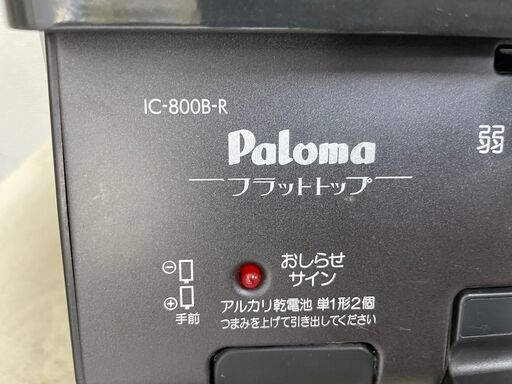 IC-800B-R
Paloma
弱
フラットトップ
おしらせ
サイン
手前
アルカリ乾電池 単1形2個
つまみを上げて引き出してください